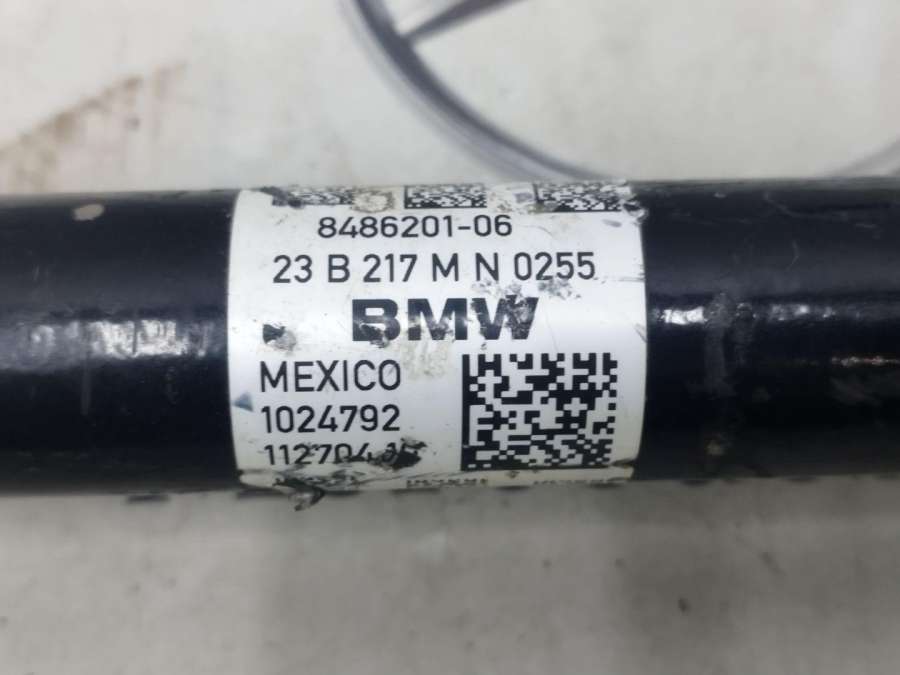 8486201-06
23 B 217 M N 0255
BMW
MEXICO
1024792